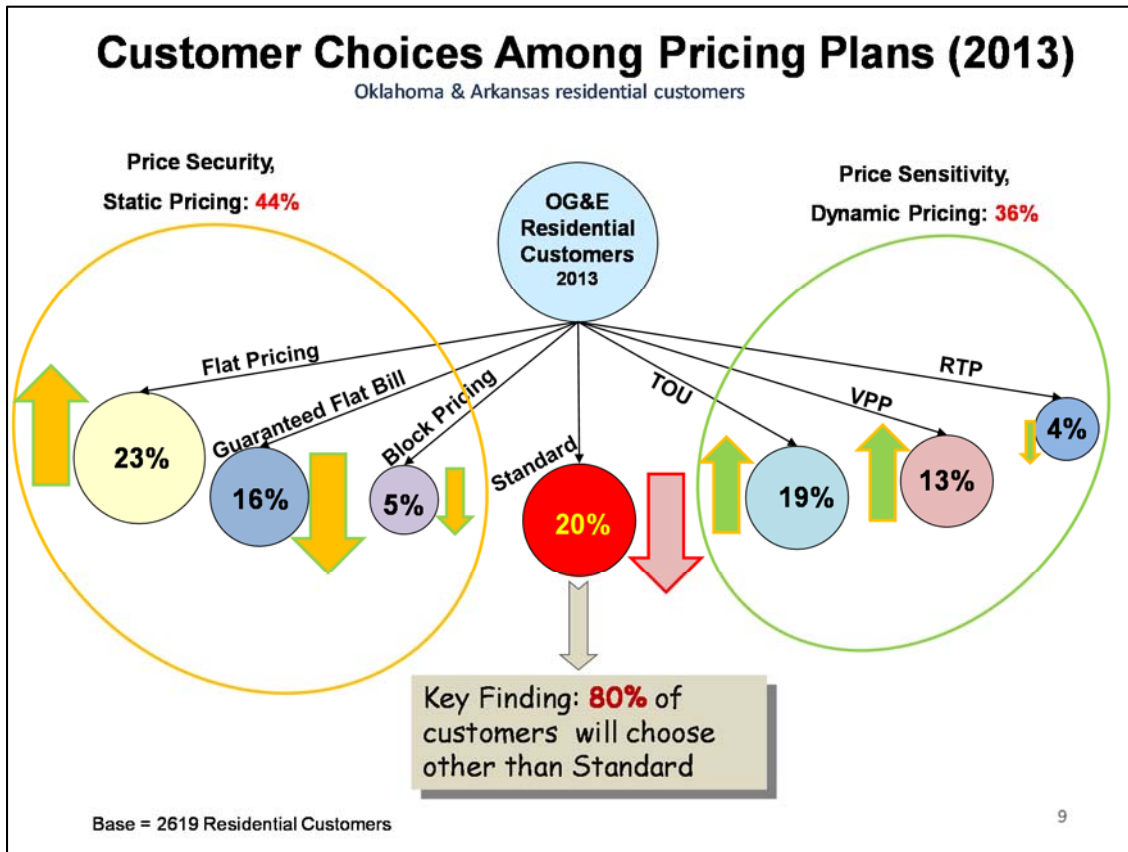 Customer Choices Among Pricing Plans (2013)
Oklahoma & Arkansas residential customers
Price Security,
Static Pricing: 44%
OG&E
Residential
Customers
2013
Price Sensitivity,
Dynamic Pricing: 36%
Flat Pricing
Guaranteed Flat Bill
Block Pricing
Standard
TOU
VPP
RTP
23%
16%
5%
20%
19%
13%
4%
Key Finding: 80% of
customers will choose
other than Standard
Base = 2619 Residential Customers
9